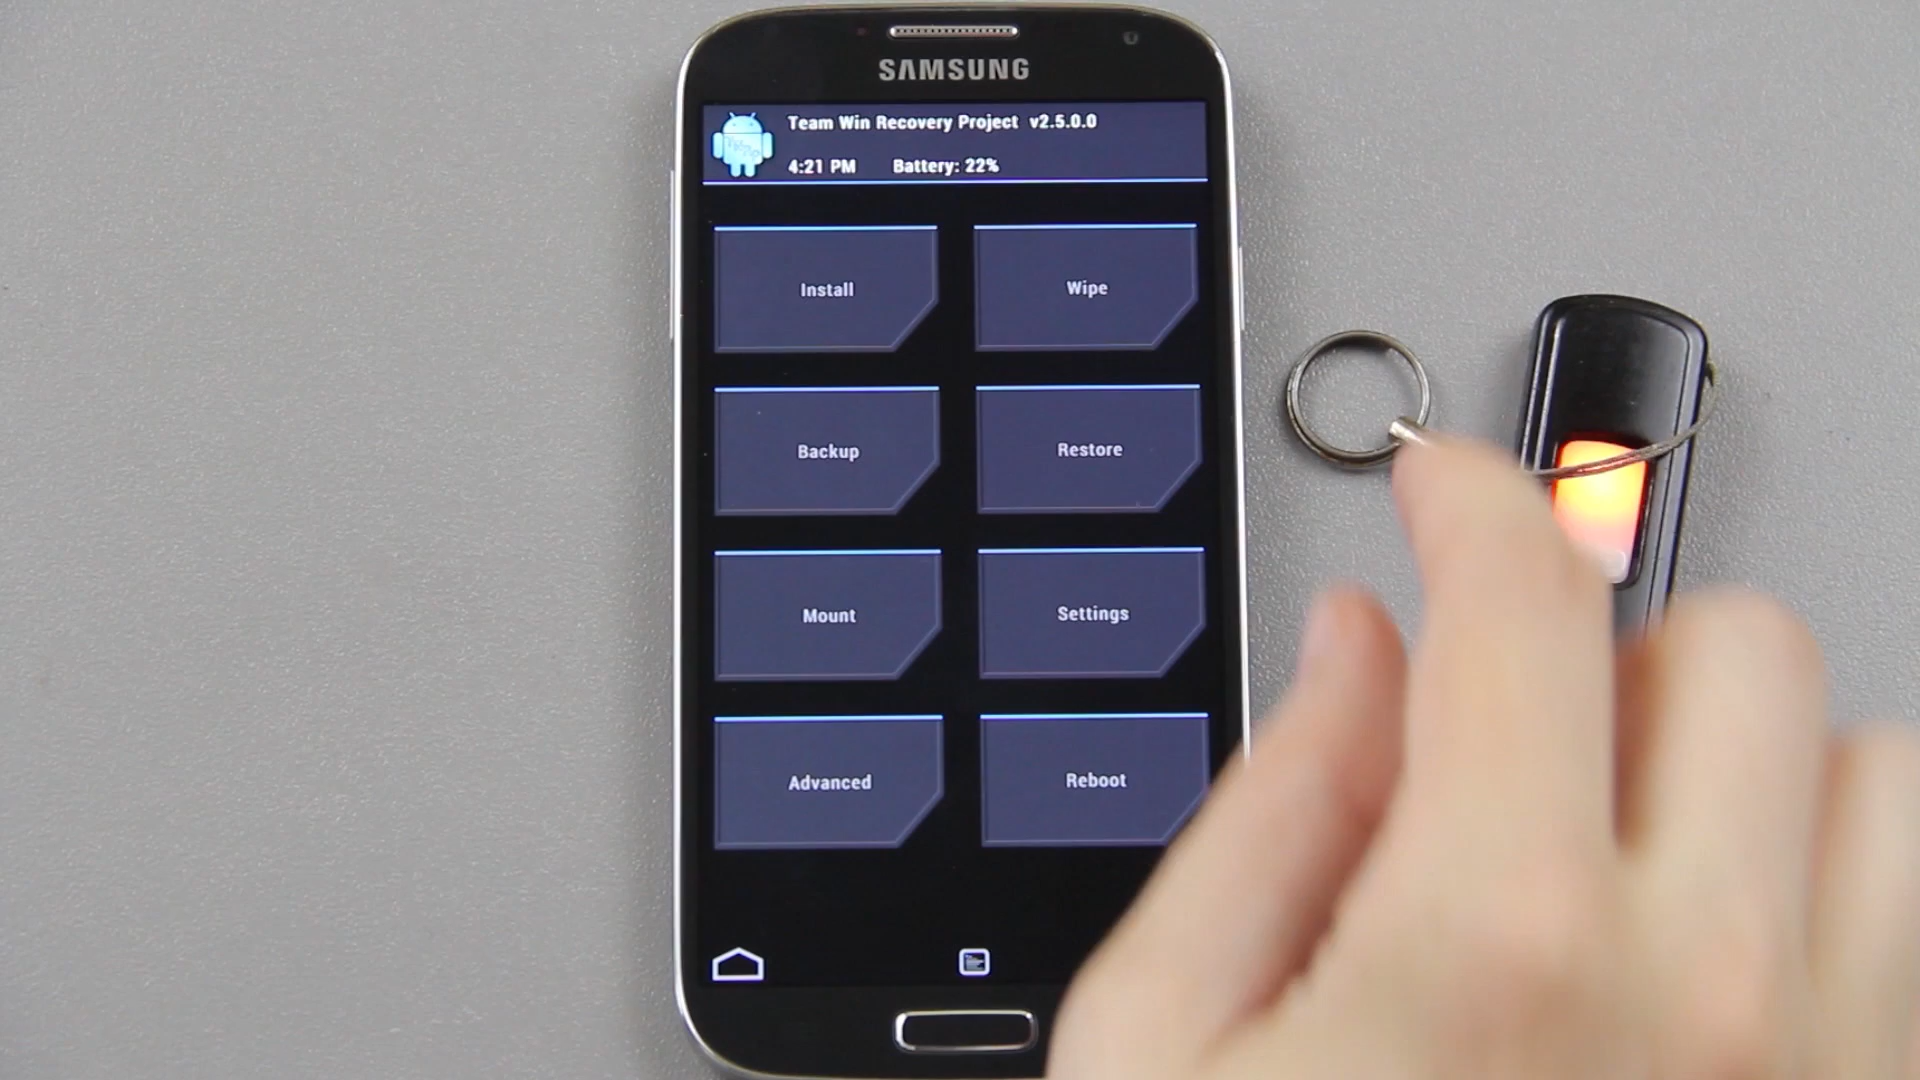 SAMSUNG
Team Win Recovery Project v2.5.0.0
4:21 PM Battery: 22%
Install Wipe
Backup Restore
Mount Settings
Advanced Reboot